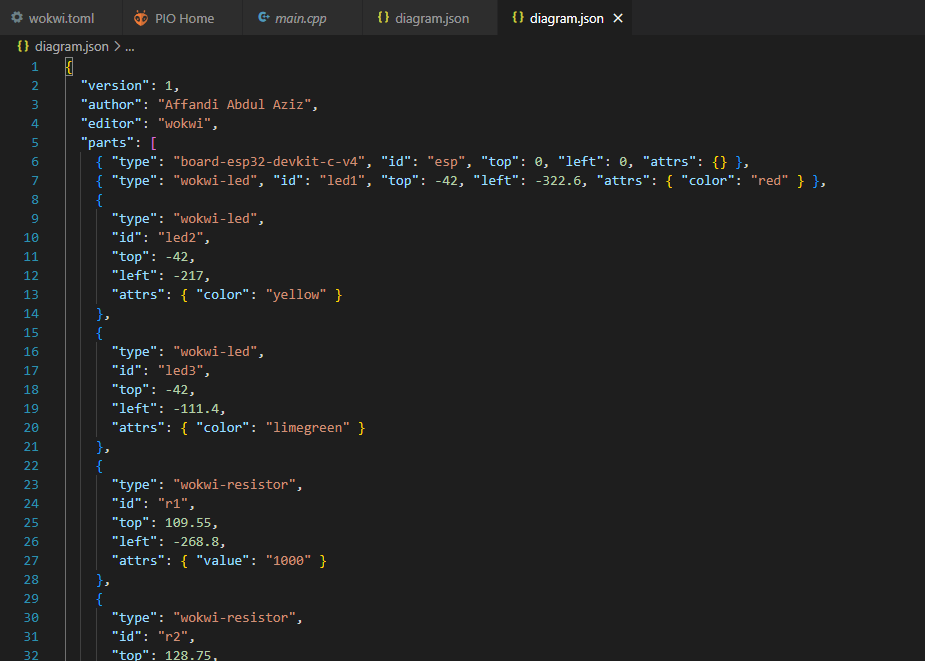 wokwi.toml PIO Home main.cpp {} diagram.json {} diagram.json ×
{} diagram.json > ...
1 {
2 "version": 1,
3 "author": "Affandi Abdul Aziz",
4 "editor": "wokwi",
5 "parts": [
6 { "type": "board-esp32-devkit-c-v4", "id": "esp", "top": 0, "left": 0, "attrs": {} },
7 { "type": "wokwi-led", "id": "led1", "top": -42, "left": -322.6, "attrs": { "color": "red" } },
8 {
9 "type": "wokwi-led",
10 "id": "led2",
11 "top": -42,
12 "left": -217,
13 "attrs": { "color": "yellow" }
14 },
15 {
16 "type": "wokwi-led",
17 "id": "led3",
18 "top": -42,
19 "left": -111.4,
20 "attrs": { "color": "limegreen" }
21 },
22 {
23 "type": "wokwi-resistor",
24 "id": "r1",
25 "top": 109.55,
26 "left": -268.8,
27 "attrs": { "value": "1000" }
28 },
29 {
30 "type": "wokwi-resistor",
31 "id": "r2",
32 "top": 128.75,